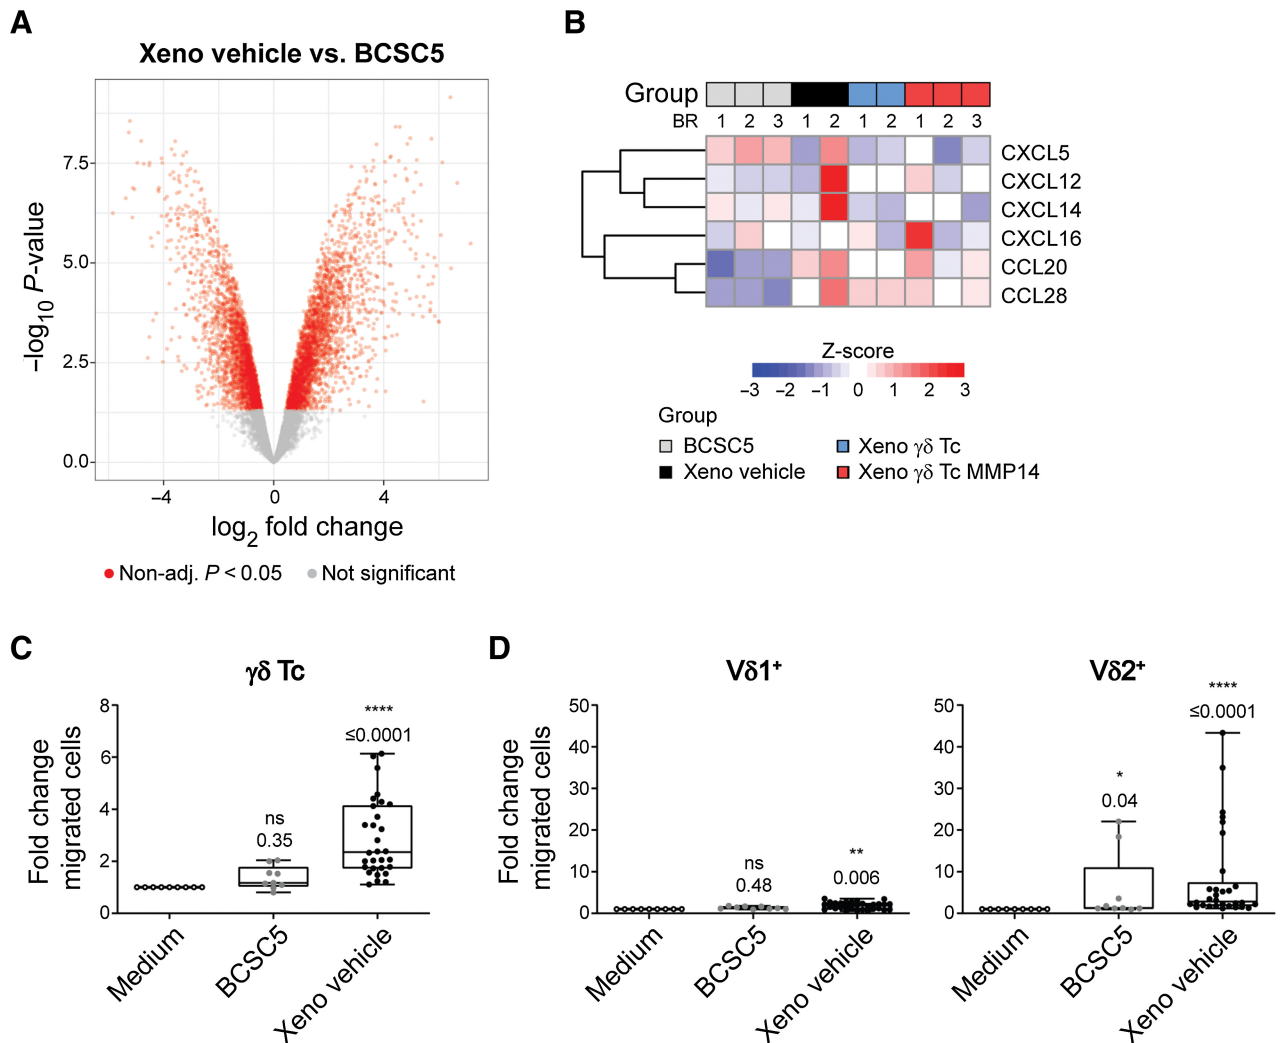 A
Xeno vehicle vs. BCSC5
−log10 P-value
7.5
5.0
2.5
0.0
−4 0 4
log2 fold change
Non-adj. P < 0.05 Not significant
B
Group
BR 1 2 3 1 2 1 2 1 2 3
CXCL5
CXCL12
CXCL14
CXCL16
CCL20
CCL28
Z-score
−3 −2 −1 0 1 2 3
Group
BCSC5 Xeno γδ Tc
Xeno vehicle Xeno γδ Tc MMP14
C
γδ Tc
Fold change
migrated cells
8
6
4
2
0
ns
0.35
****
≤0.0001
Medium
BCSC5
Xeno vehicle
D
Vδ1+
Fold change
migrated cells
50
40
30
20
10
0
ns
0.48
**
0.006
Medium
BCSC5
Xeno vehicle
Vδ2+
50
40
30
20
10
0
*
0.04
****
≤0.0001
Medium
BCSC5
Xeno vehicle